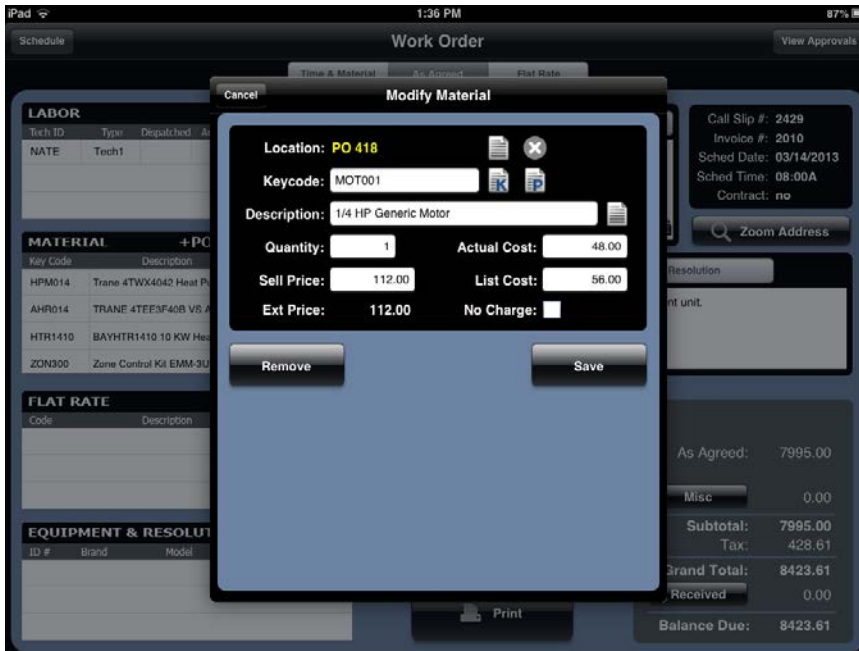 iPad 1:36 PM 87%
Schedule Work Order View Approvals
Time & Material As Agreed Flat Rate
Cancel Modify Material
Location: PO 418
Keycode: MOT001 K P
Description: 1/4 HP Generic Motor
Quantity: 1 Actual Cost: 48.00
Sell Price: 112.00 List Cost: 56.00
Ext Price: 112.00 No Charge:
Remove Save
LABOR
Tech ID Type Dispatched
NATE Tech1
MATERIAL +PO
Key Code Description
HPM014 Trane 4TWX4042 Heat
AHR014 TRANE 4TEE3F40B VS
HTR1410 BAYHTR1410 10 KW
ZON300 Zone Control Kit EMM-3U
FLAT RATE
Code Description
EQUIPMENT &
ID # Brand Model
Call Slip #: 2429
Invoice #: 2010
Sched Date: 03/14/2013
Sched Time: 08:00A
Contract: no
Zoom Address
Resolution
unit.
As Agreed: 7995.00
Misc 0.00
Subtotal: 7995.00
Tax: 428.61
Grand Total: 8423.61
Received 0.00
Balance Due: 8423.61
Print